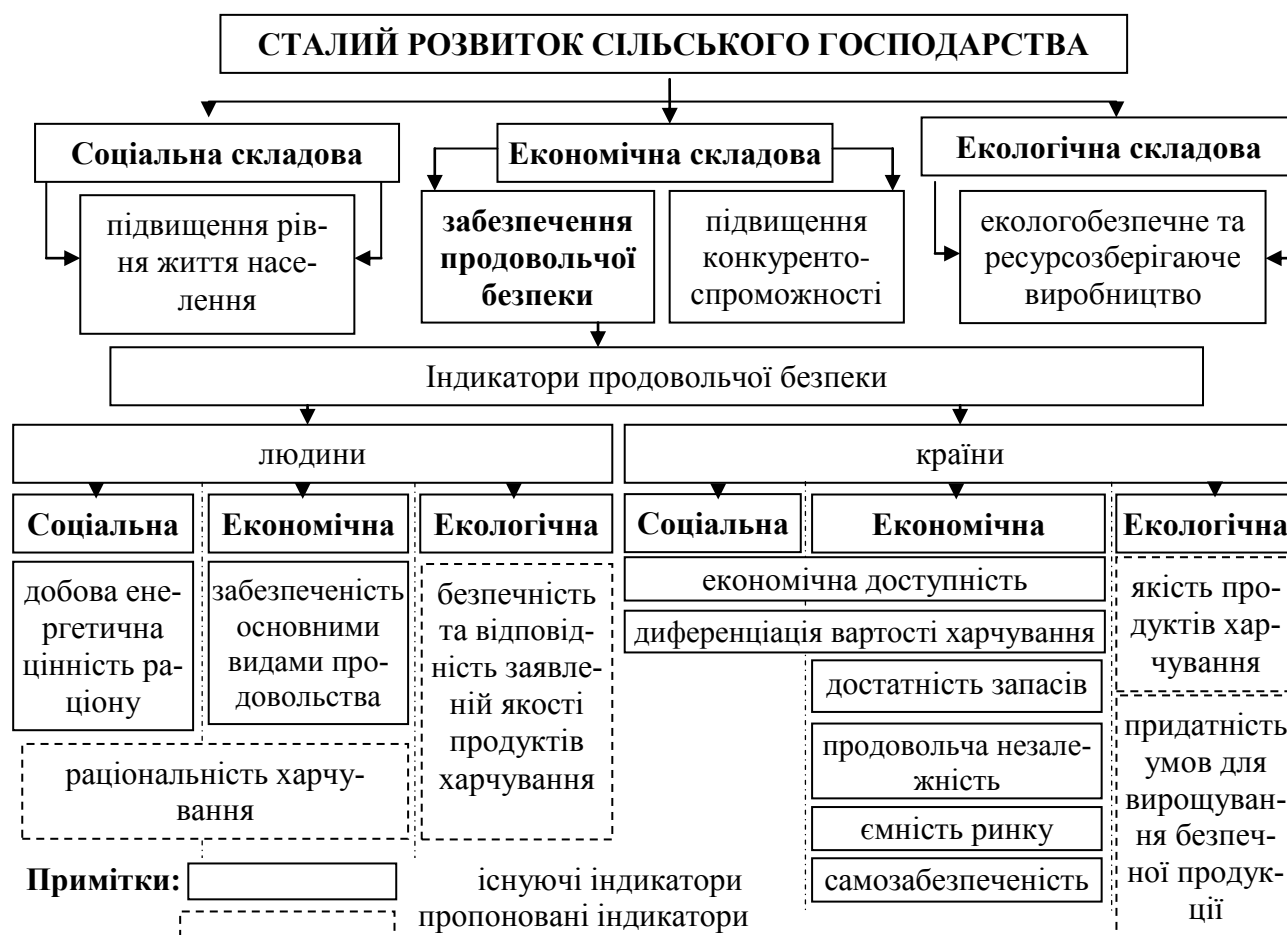 СТАЛИЙ РОЗВИТОК СІЛЬСЬКОГО ГОСПОДАРСТВА
Соціальна складова
Економічна складова
Екологічна складова
підвищення рів-
ня життя насе-
лення
забезпечення
продовольчої
безпеки
підвищення
конкуренто-
спроможності
екологобезпечне та
ресурсозберігаюче
виробництво
Індикатори продовольчої безпеки
людини
країни
Соціальна
Економічна
Екологічна
Соціальна
Економічна
Екологічна
добова ене-
ргетична
цінність ра-
ціону
забезпеченість
основними
видами про-
довольства
раціональність харчу-
вання
безпечність
та відповід-
ність заявле-
ній якості
продуктів
харчування
економічна доступність
диференціація вартості харчування
достатність запасів
продовольча незале-
жність
ємність ринку
самозабезпеченість
якість про-
дуктів хар-
чування
придатність
умов для
вирощуван-
ня безпеч-
ної продук-
ції
Примітки:
існуючі індикатори
пропоновані індикатори